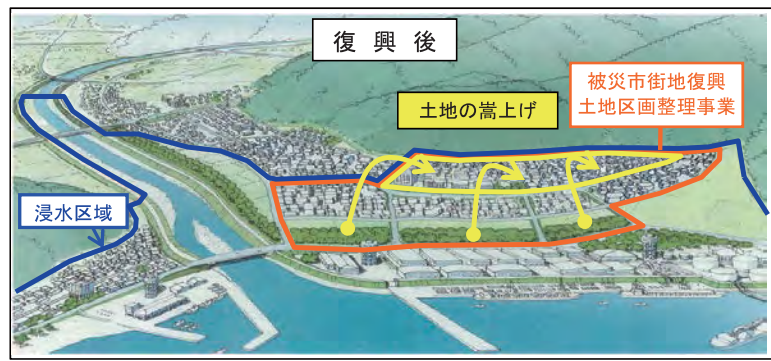 復興後
被災市街地復興
土地区画整理事業
土地の嵩上げ
浸水区域